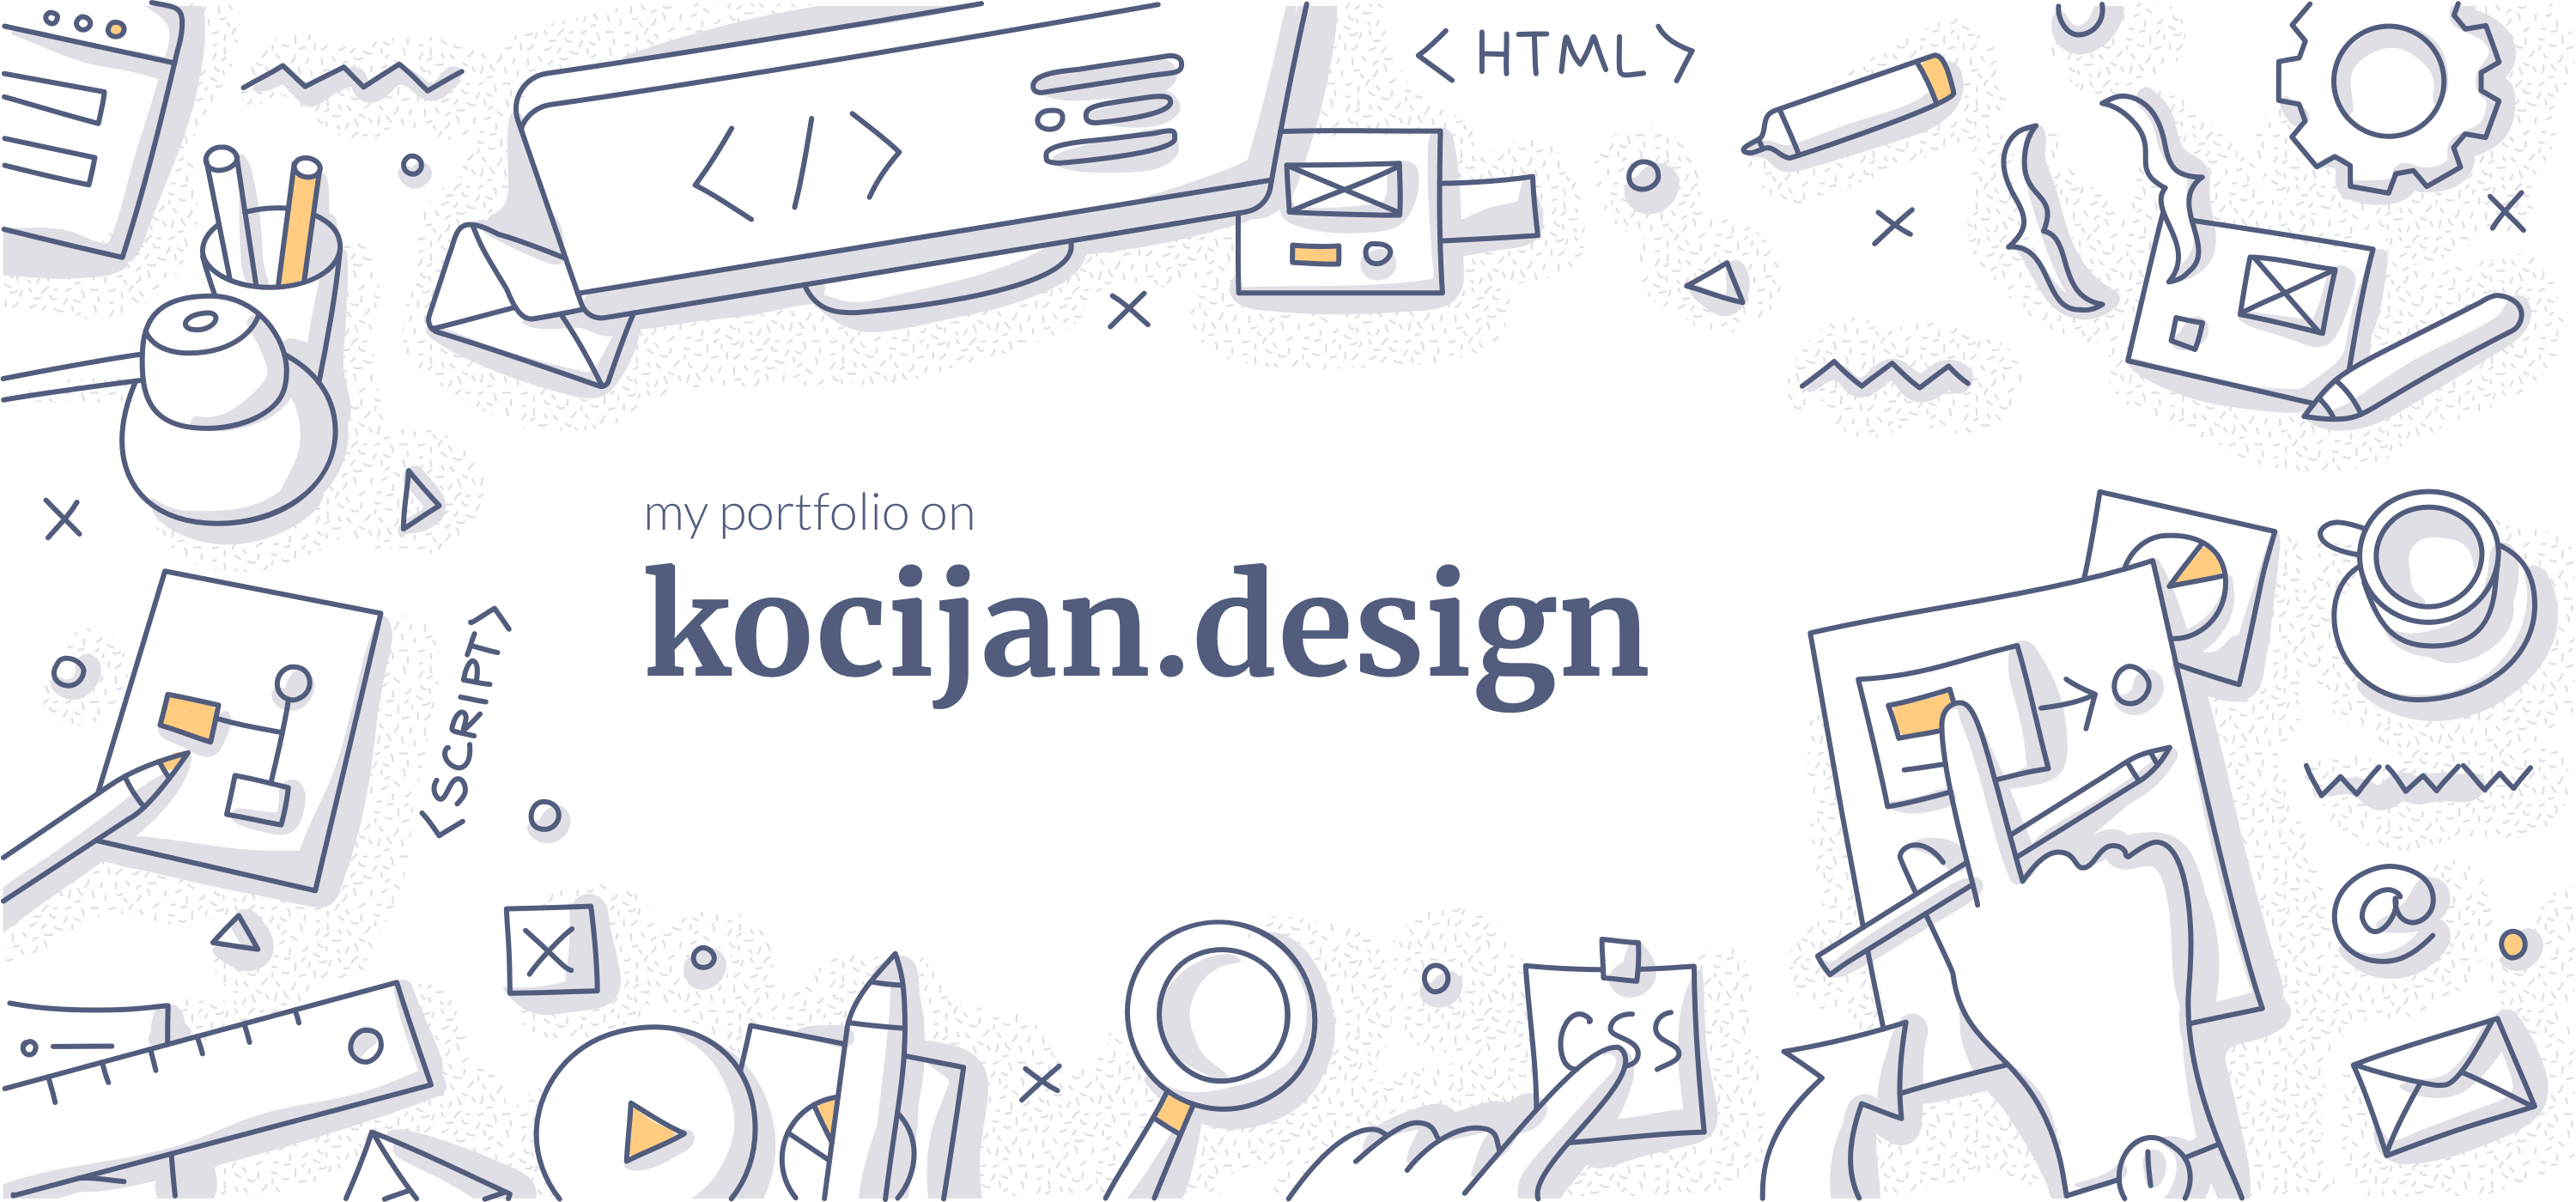 </>
<HTML>
my portfolio on
kocijan.design
<SCRIPT>
CSS
@